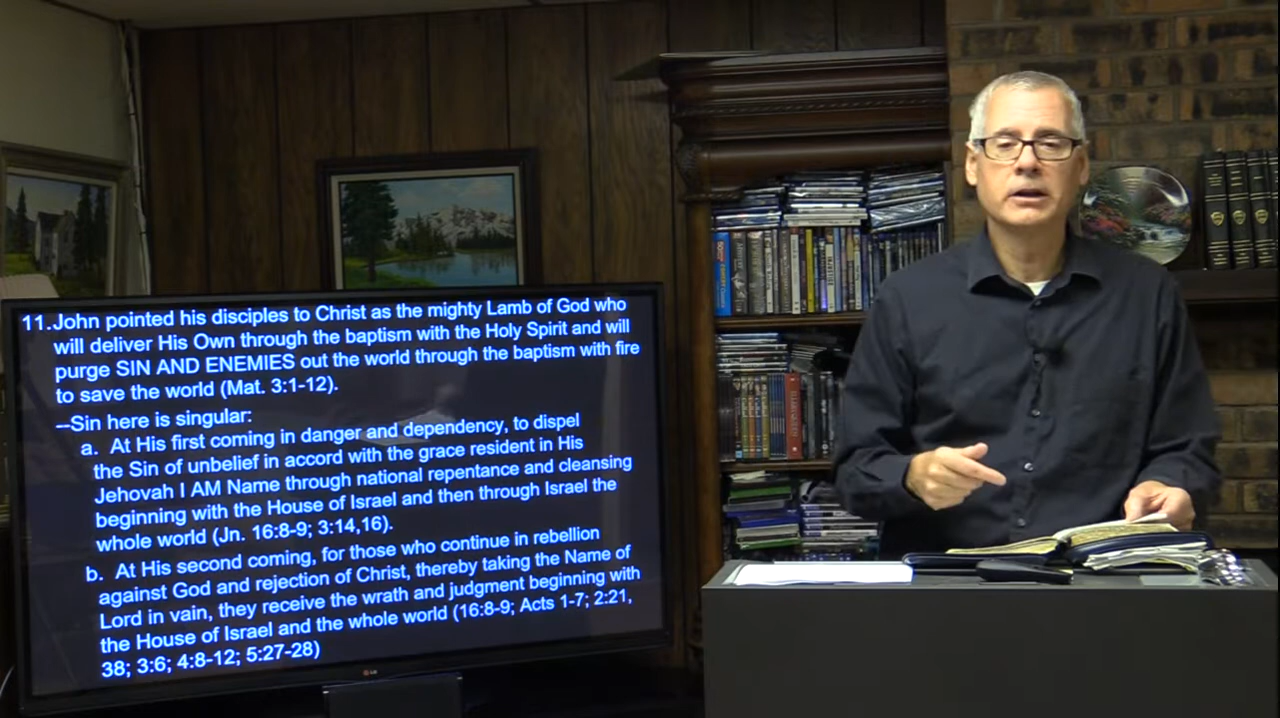 11. John pointed his disciples to Christ as the mighty Lamb of God who
will deliver His Own through the baptism with the Holy Spirit and will
purge SIN AND ENEMIES out the world through the baptism with fire
to save the world (Mat. 3:1-12).
--Sin here is singular:
a. At His first coming in danger and dependency, to dispel
the Sin of unbelief in accord with the grace resident in His
Jehovah I AM Name through national repentance and cleansing
beginning with the House of Israel and then through Israel the
whole world (Jn. 16:8-9; 3:14,16).
b. At His second coming, for those who continue in rebellion
against God and rejection of Christ, thereby taking the Name of
Lord in vain, they receive the wrath and judgment beginning with
the House of Israel and the whole world (16:8-9; Acts 1-7; 2:21,
38; 3:6; 4:8-12; 5:27-28)
LG